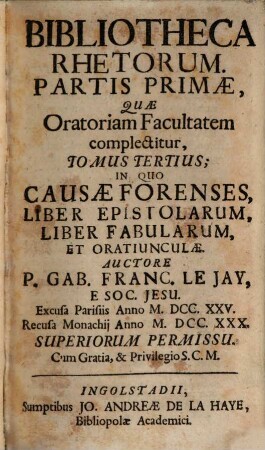 BIBLIOTHECA
RHETORUM.
PARTIS PRIMÆ,
QUÆ
Oratoriam Facultatem
complectitur,
TOMUS TERTIUS;
IN QUO
CAUSÆ FORENSES,
LIBER EPISTOLARUM,
LIBER FABULARUM,
ET ORATIUNCULÆ.
AUCTORE
P. GAB. FRANC. LE JAY,
E SOC. JESU.
Excusa Parisiis Anno M. DCC. XXV.
Recusa Monachij Anno M. DCC. XXX.
SUPERIORUM PERMISSU.
Cum Gratia, & Privilegio S. C. M.
INGOLSTADII,
Sumptibus JO. ANDREÆ DE LA HAYE,
Bibliopolæ Academici.